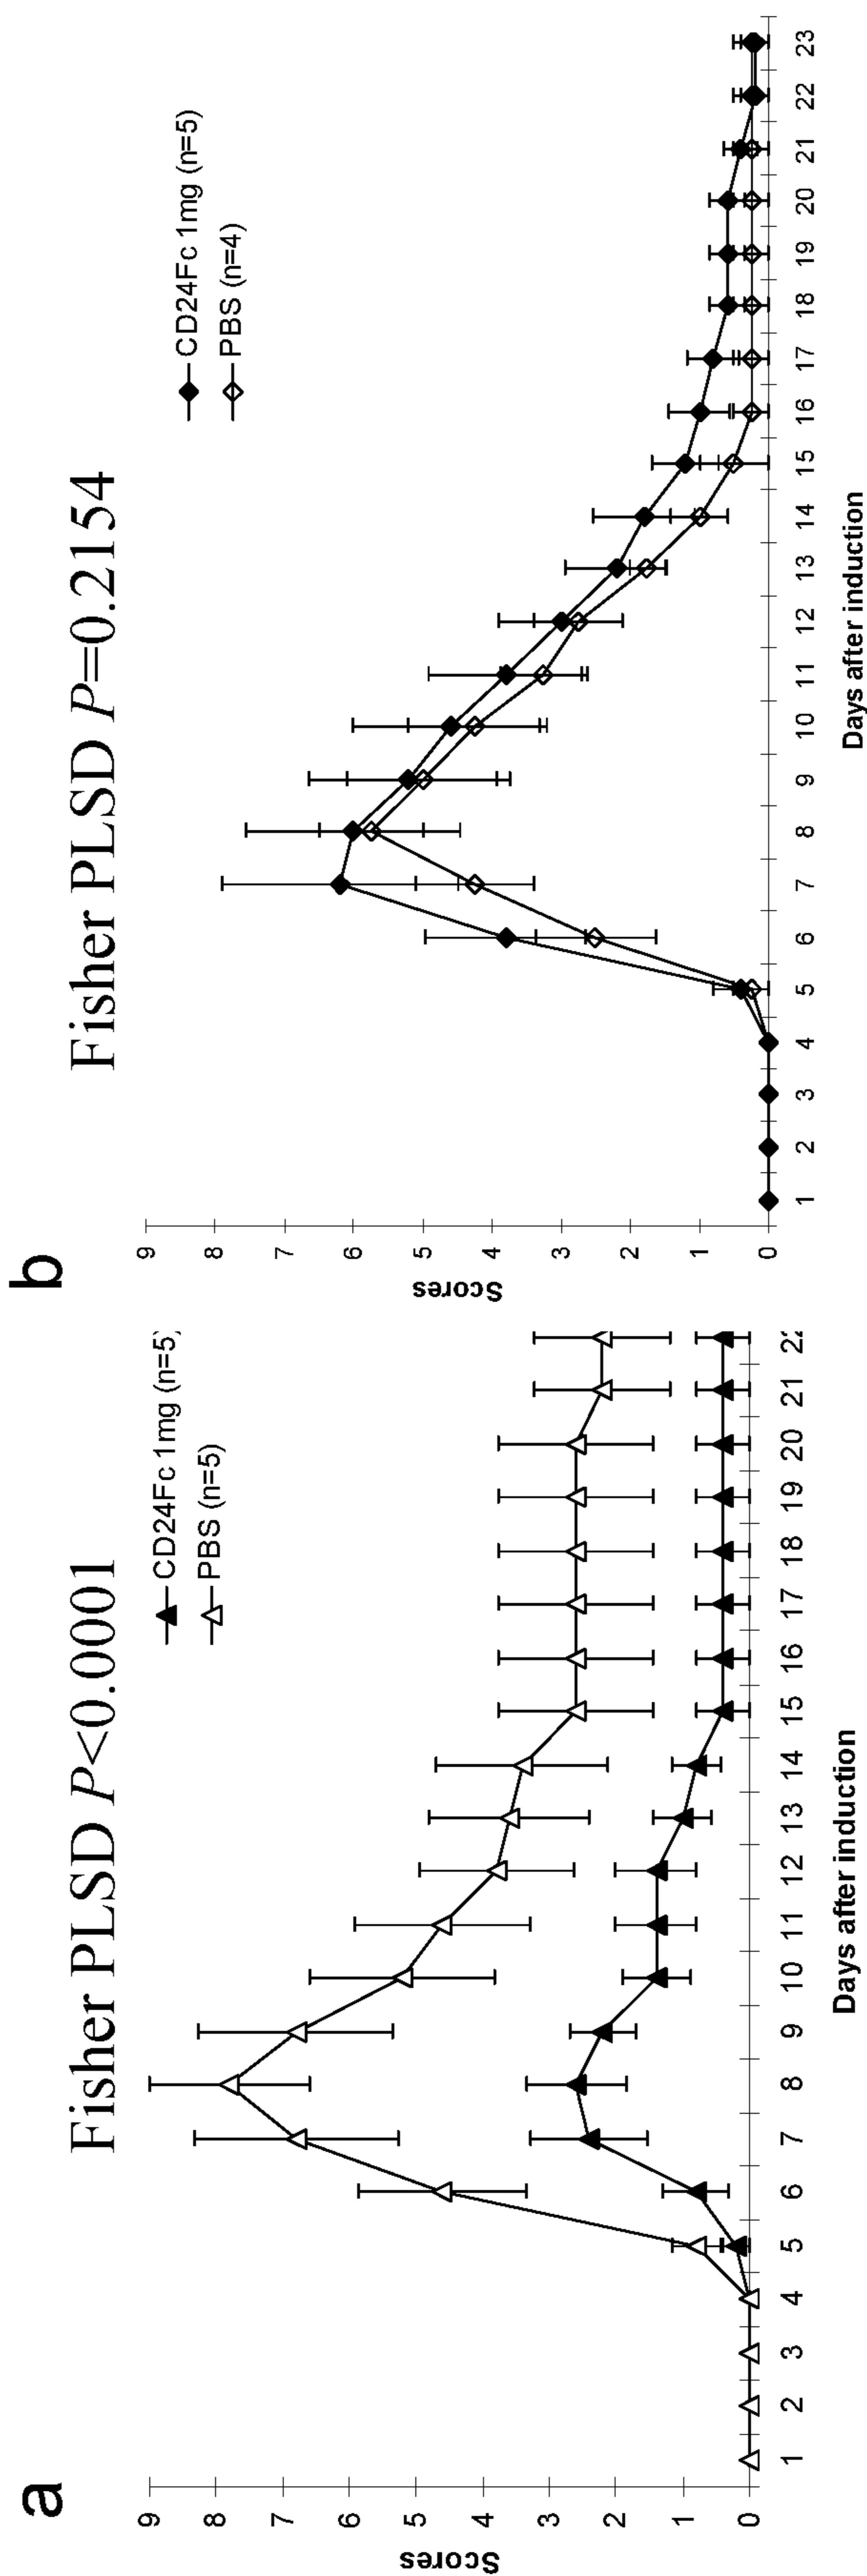 a
Fisher PLSD P<0.0001
CD24Fc 1mg (n=5)
PBS (n=5)
Scores
9
8
7
6
5
4
3
2
1
0
1 2 3 4 5 6 7 8 9 10 11 12 13 14 15 16 17 18 19 20 21 22
Days after induction
b
Fisher PLSD P=0.2154
CD24Fc 1mg (n=5)
PBS (n=4)
Scores
9
8
7
6
5
4
3
2
1
0
1 2 3 4 5 6 7 8 9 10 11 12 13 14 15 16 17 18 19 20 21 22 23
Days after induction